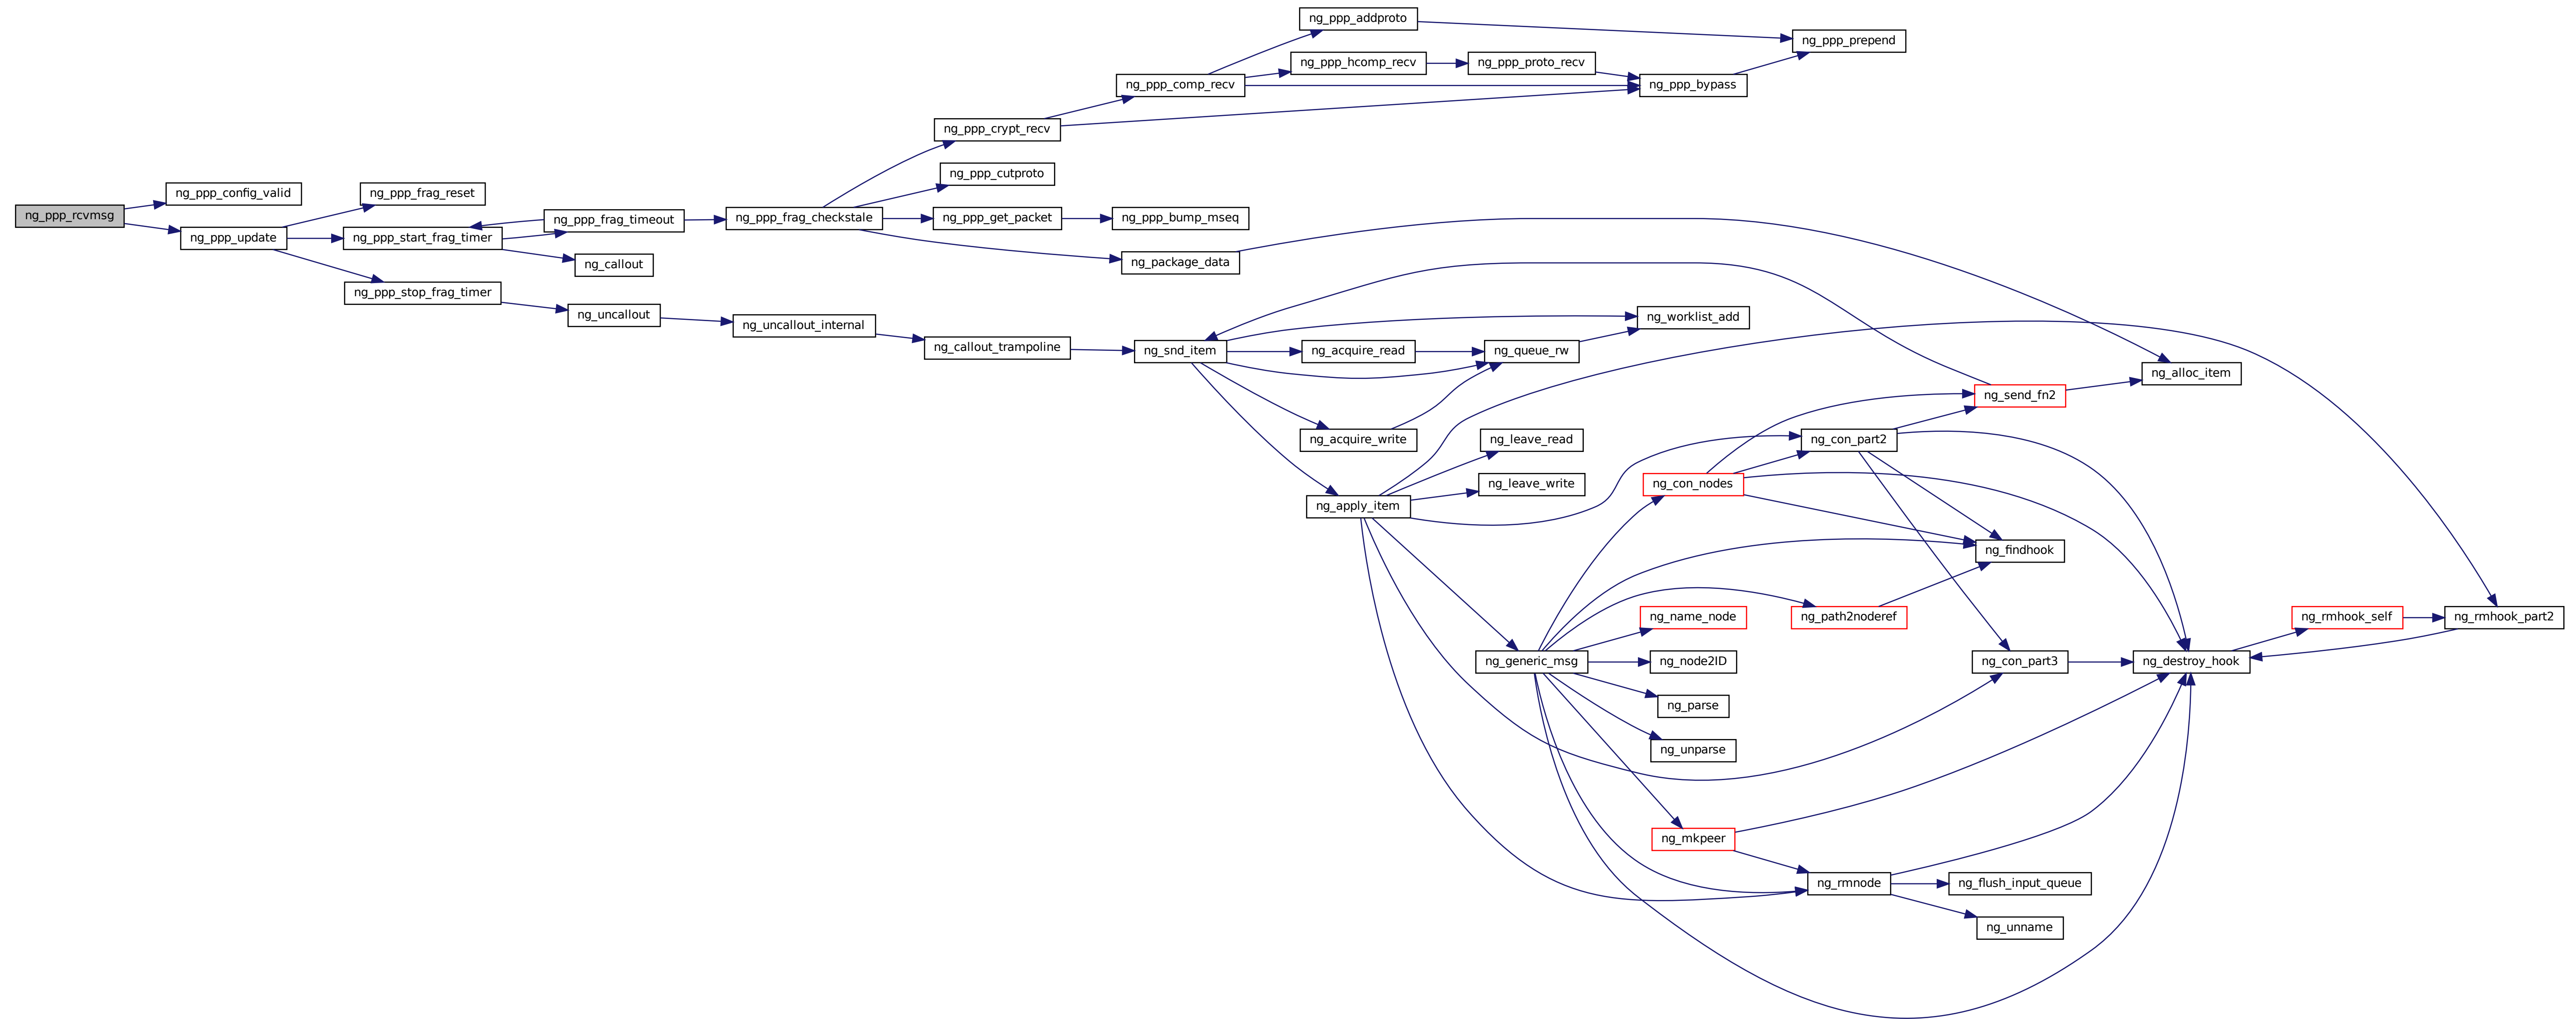 ng_ppp_rcvmsg
ng_ppp_config_valid
ng_ppp_update
ng_ppp_frag_reset
ng_ppp_start_frag_timer
ng_ppp_stop_frag_timer
ng_ppp_frag_timeout
ng_callout
ng_uncallout
ng_ppp_frag_checkstale
ng_uncallout_internal
ng_ppp_crypt_recv
ng_ppp_cutproto
ng_ppp_get_packet
ng_callout_trampoline
ng_ppp_comp_recv
ng_ppp_bump_mseq
ng_package_data
ng_snd_item
ng_ppp_addproto
ng_ppp_hcomp_recv
ng_acquire_read
ng_acquire_write
ng_apply_item
ng_ppp_proto_recv
ng_queue_rw
ng_leave_read
ng_leave_write
ng_generic_msg
ng_ppp_bypass
ng_worklist_add
ng_con_nodes
ng_name_node
ng_node2ID
ng_parse
ng_unparse
ng_mkpeer
ng_ppp_prepend
ng_con_part2
ng_path2noderef
ng_rmnode
ng_send_fn2
ng_findhook
ng_con_part3
ng_flush_input_queue
ng_unname
ng_alloc_item
ng_destroy_hook
ng_rmhook_self
ng_rmhook_part2